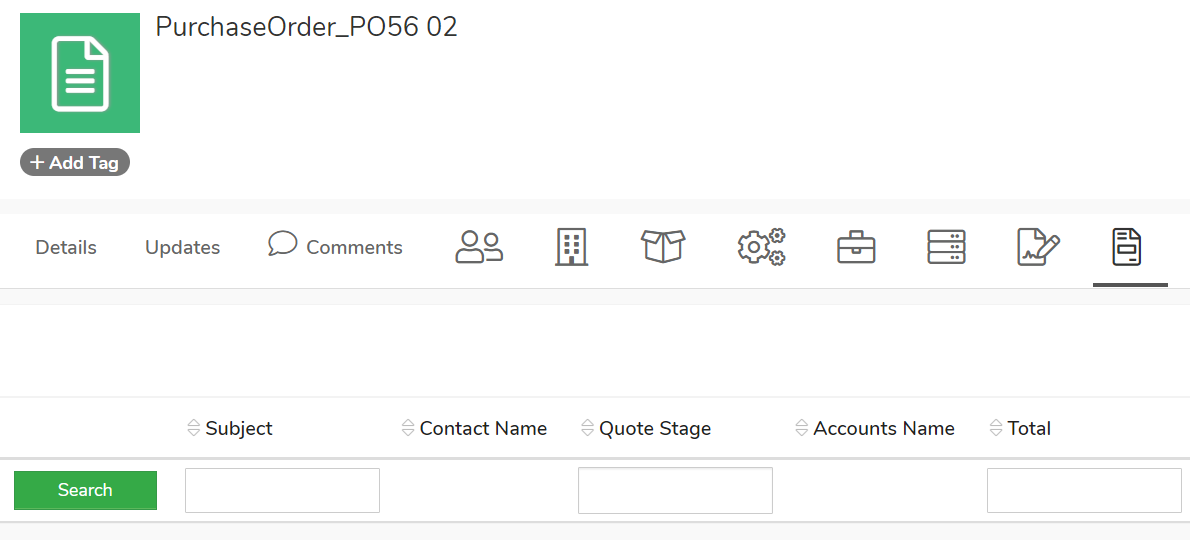 PurchaseOrder_PO56 02
+ Add Tag
Details Updates Comments
Subject Contact Name Quote Stage Accounts Name Total
Search